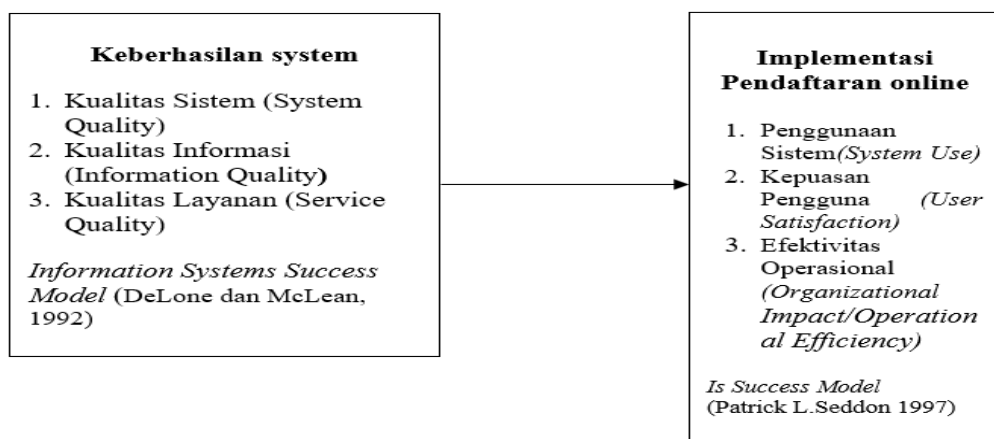 Keberhasilan system
1. Kualitas Sistem (System
Quality)
2. Kualitas Informasi
(Information Quality)
3. Kualitas Layanan (Service
Quality)
Information Systems Success
Model (DeLone dan McLean,
1992)
Implementasi
Pendaftaran online
1. Penggunaan
Sistem(System Use)
2. Kepuasan
Pengguna (User
Satisfaction)
3. Efektivitas
Operasional
(Organizational
Impact/Operation
al Efficiency)
Is Success Model
(Patrick L.Seddon 1997)